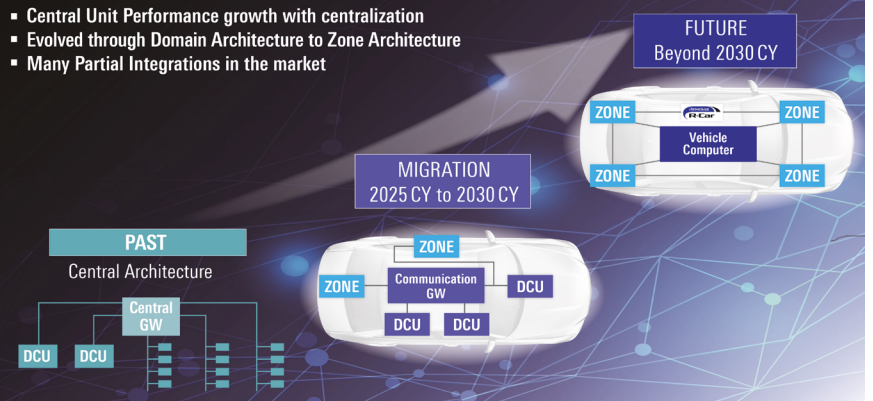 Central Unit Performance growth with centralization
Evolved through Domain Architecture to Zone Architecture
Many Partial Integrations in the market
FUTURE
Beyond 2030 CY
ZONE
R-Car
ZONE
Vehicle
Computer
ZONE
ZONE
MIGRATION
2025 CY to 2030 CY
ZONE
ZONE
Communication
GW
DCU
DCU
DCU
PAST
Central Architecture
Central
GW
DCU
DCU